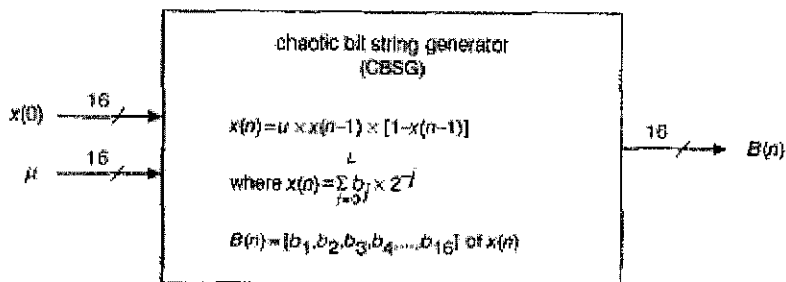 chaotic bit string generator
(CBSG)
x(0)
16
μ
16
x(n)=u×x(n-1)×[1-x(n-1)]
L
where x(n)=Σ b_j×2^-j
j=0
B(n)=[b1,b2,b3,b4,...,b16] of x(n)
16
B(n)